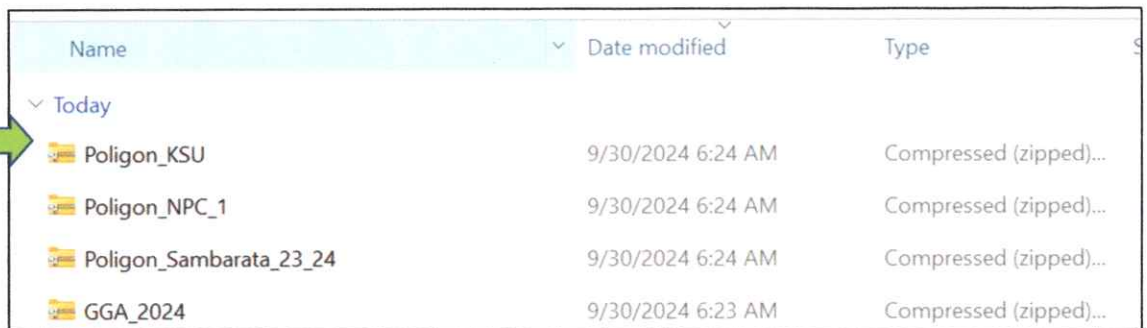 Name Date modified Type
Today
Poligon_KSU 9/30/2024 6:24 AM Compressed (zipped)...
Poligon_NPC_1 9/30/2024 6:24 AM Compressed (zipped)...
Poligon_Sambarata_23_24 9/30/2024 6:24 AM Compressed (zipped)...
GGA_2024 9/30/2024 6:23 AM Compressed (zipped)...